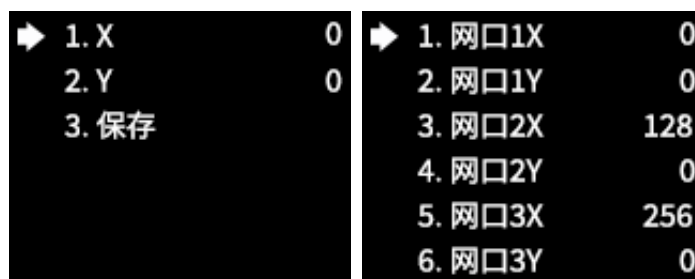 1. X 0
2. Y 0
3. 保存
1. 网口1X 0
2. 网口1Y 0
3. 网口2X 128
4. 网口2Y 0
5. 网口3X 256
6. 网口3Y 0